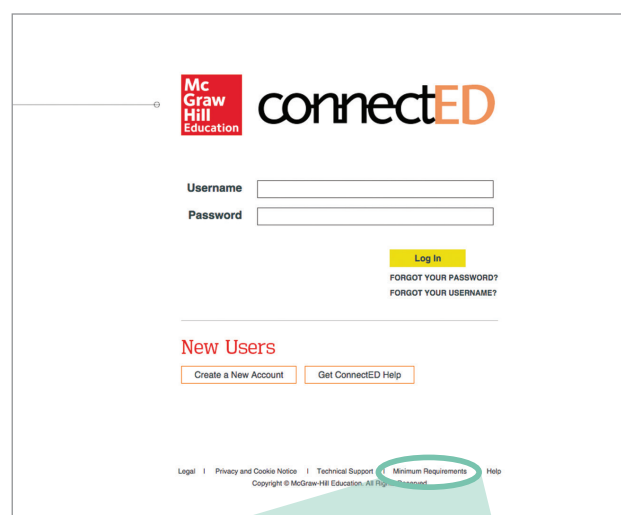 Mc
Graw
Hill
Education
connectED
Username
Password
Log In
FORGOT YOUR PASSWORD?
FORGOT YOUR USERNAME?
New Users
Create a New Account Get ConnectED Help
Legal I Privacy and Cookie Notice I Technical Support I Minimum Requirements Help
Copyright © McGraw-Hill Education. All Rights Reserved